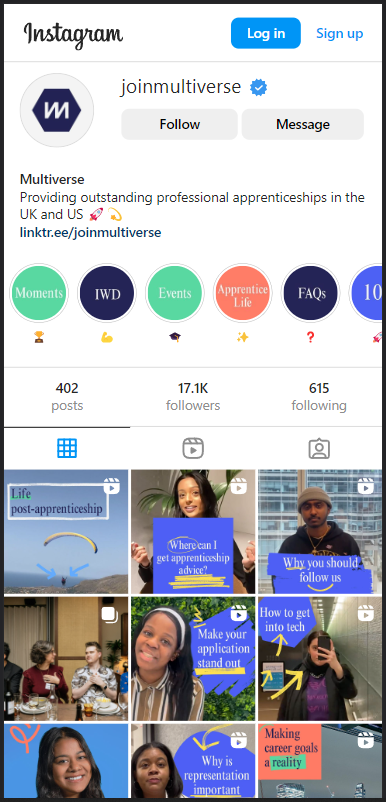 Instagram
Log in
Sign up
joinmultiverse
Follow
Message
Multiverse
Providing outstanding professional apprenticeships in the
UK and US 🚀 💫
linktr.ee/joinmultiverse
Moments
IWD
Events
Apprentice
Life
FAQs
10
402
posts
17.1K
followers
615
following
Life
post-apprenticeship
Where can I
get apprenticeship
advice?
Why you should
follow us
Make your
application
stand out
How to get
into tech
Why is
representation
important
Making
career goals
a reality